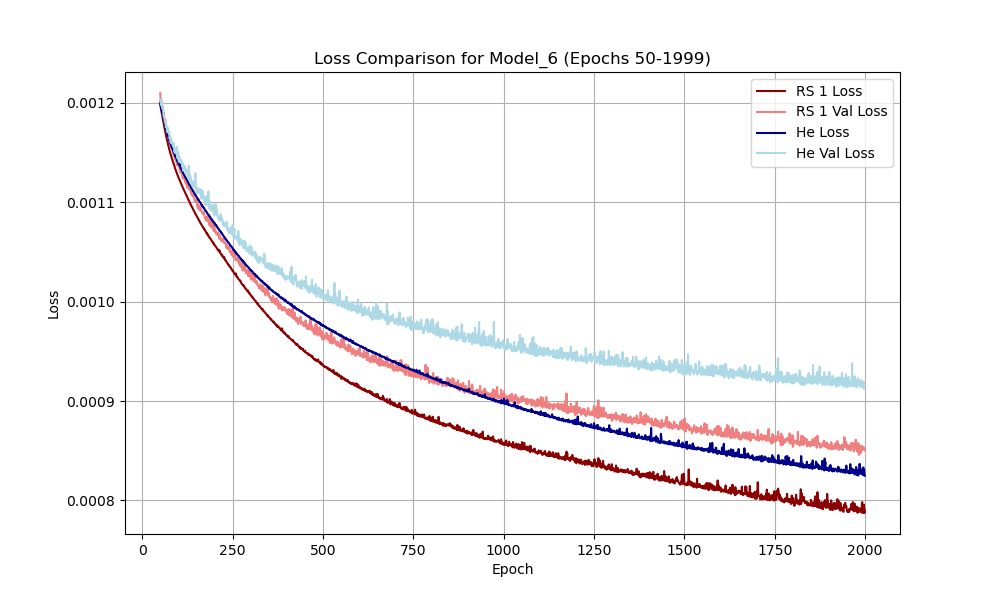 Loss Comparison for Model_6 (Epochs 50-1999)
RS 1 Loss
RS 1 Val Loss
He Loss
He Val Loss
Loss
0.0012
0.0011
0.0010
0.0009
0.0008
0 250 500 750 1000 1250 1500 1750 2000
Epoch